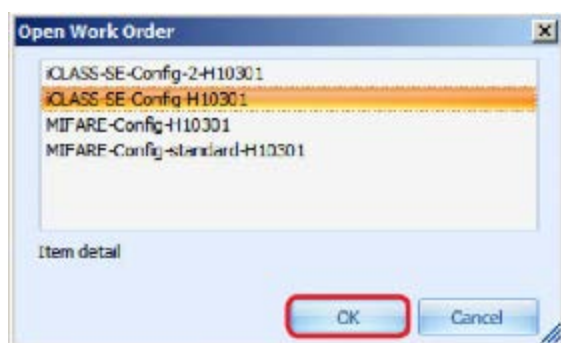 Open Work Order
iCLASS-SE-Config-2-H10301
iCLASS-SE-Config-H10301
MIFARE-Config-H10301
MIFARE-Config-standard-H10301
Item detail
OK
Cancel